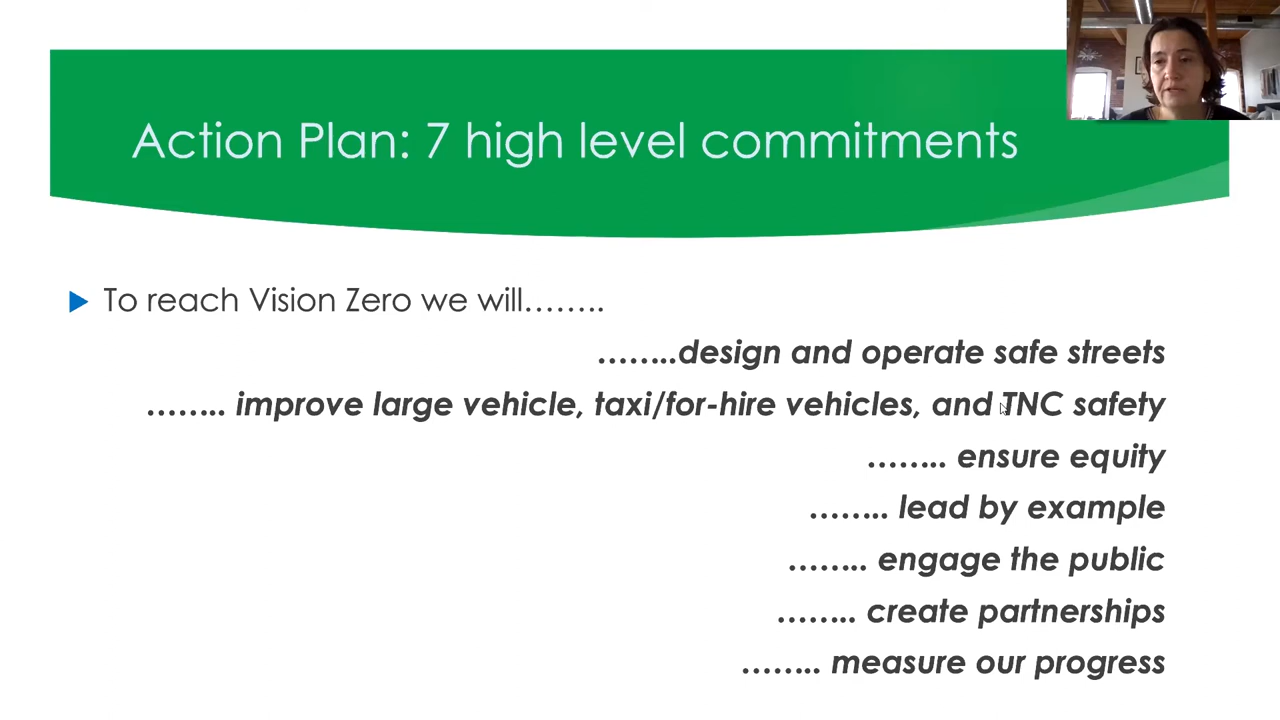 Action Plan: 7 high level commitments
To reach Vision Zero we will........
........design and operate safe streets
........ improve large vehicle, taxi/for-hire vehicles, and TNC safety
........ ensure equity
........ lead by example
........ engage the public
........ create partnerships
........ measure our progress